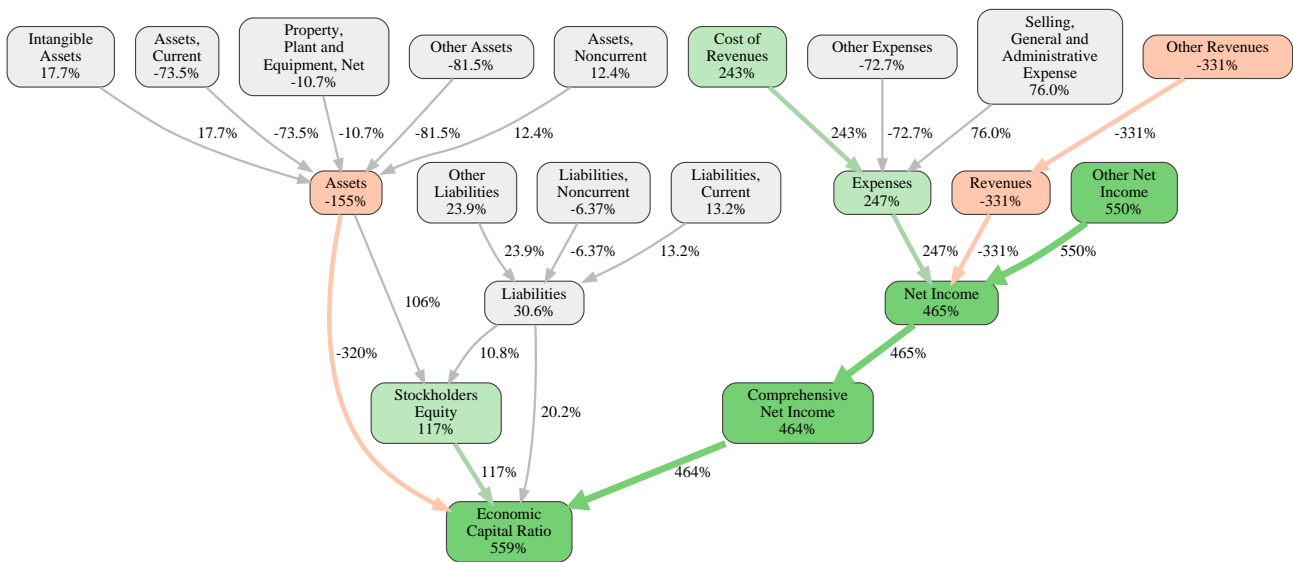 Intangible
Assets
17.7%
Assets,
Current
-73.5%
Property,
Plant and
Equipment, Net
-10.7%
Other Assets
-81.5%
Assets,
Noncurrent
12.4%
Cost of
Revenues
243%
Other Expenses
-72.7%
Selling,
General and
Administrative
Expense
76.0%
Other Revenues
-331%
17.7%
-73.5%
-10.7%
-81.5%
12.4%
243%
-72.7%
76.0%
-331%
Assets
-155%
Other
Liabilities
23.9%
Liabilities,
Noncurrent
-6.37%
Liabilities,
Current
13.2%
Expenses
247%
Revenues
-331%
Other Net
Income
550%
23.9%
-6.37%
13.2%
247%
-331%
550%
106%
Liabilities
30.6%
Net Income
465%
-320%
10.8%
465%
Stockholders
Equity
117%
20.2%
Comprehensive
Net Income
464%
117%
464%
Economic
Capital Ratio
559%